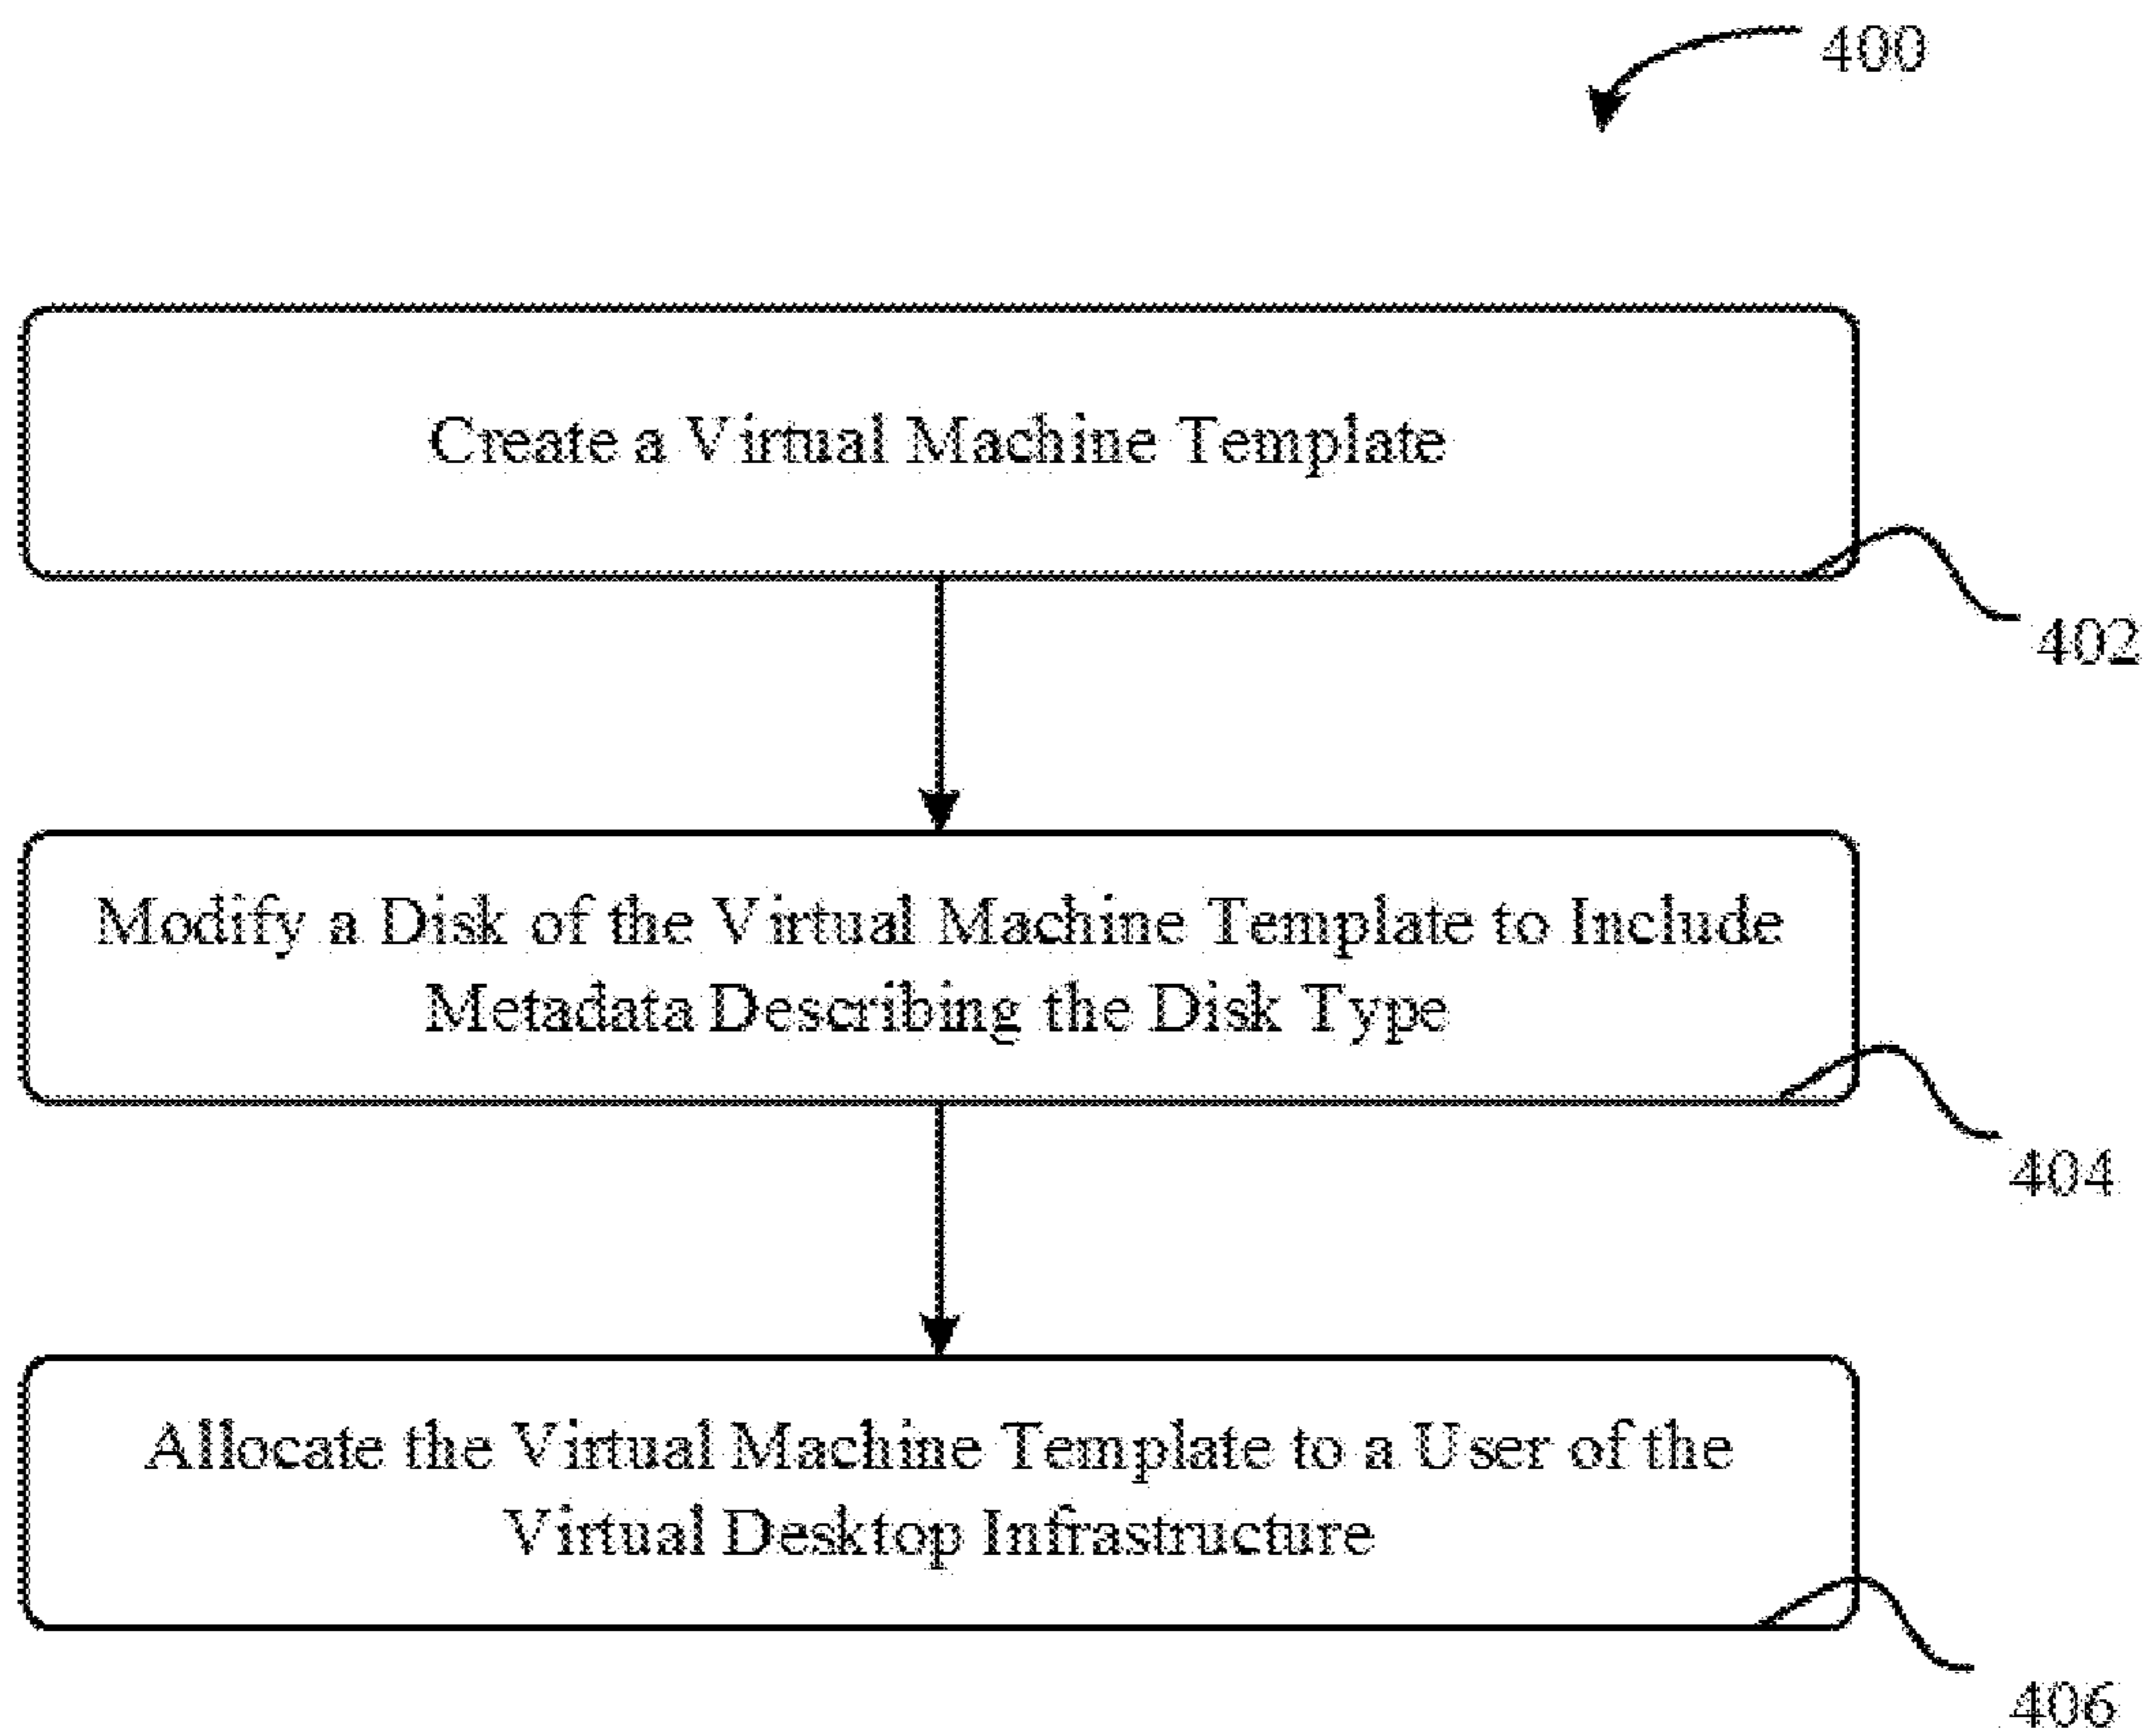 400
Create a Virtual Machine Template
402
Modify a Disk of the Virtual Machine Template to Include
Metadata Describing the Disk Type
404
Allocate the Virtual Machine Template to a User of the
Virtual Desktop Infrastructure
406